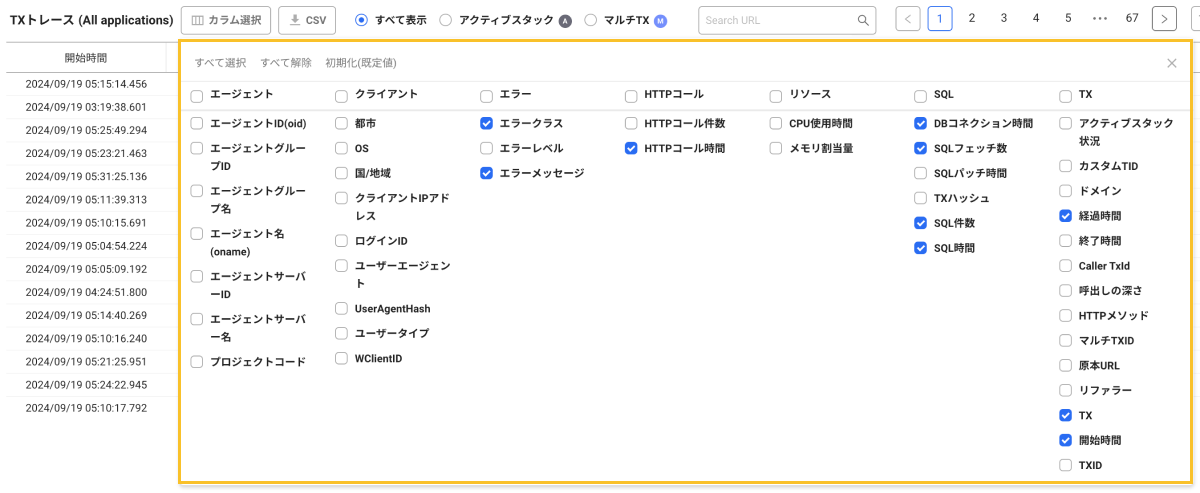 TXトレース (All applications) カラム選択 CSV すべて表示 アクティブスタック A マルチTX M Search URL < 1 2 3 4 5 ••• 67 >
開始時間
2024/09/19 05:15:14.456
2024/09/19 03:19:38.601
2024/09/19 05:25:49.294
2024/09/19 05:23:21.463
2024/09/19 05:31:25.136
2024/09/19 05:11:39.313
2024/09/19 05:10:15.691
2024/09/19 05:04:54.224
2024/09/19 05:05:09.192
2024/09/19 04:24:51.800
2024/09/19 05:14:40.269
2024/09/19 05:10:16.240
2024/09/19 05:21:25.951
2024/09/19 05:24:22.945
2024/09/19 05:10:17.792
すべて選択 すべて解除 初期化(既定値)
エージェント
エージェントID(oid)
エージェントグルー
プID
エージェントグルー
プ名
エージェント名
(oname)
エージェントサーバ
ーID
エージェントサーバ
ー名
プロジェクトコード
クライアント
都市
OS
国/地域
クライアントIPアド
レス
ログインID
ユーザーエージェン
ト
UserAgentHash
ユーザータイプ
WClientID
エラー
エラークラス
エラーレベル
エラーメッセージ
HTTPコール
HTTPコール件数
HTTPコール時間
リソース
CPU使用時間
メモリ割当量
SQL
DBコネクション時間
SQLフェッチ数
SQLパッチ時間
TXハッシュ
SQL件数
SQL時間
TX
アクティブスタック
状況
カスタムTID
ドメイン
経過時間
終了時間
Caller TxId
呼出しの深さ
HTTPメソッド
マルチTXID
原本URL
リファラー
TX
開始時間
TXID